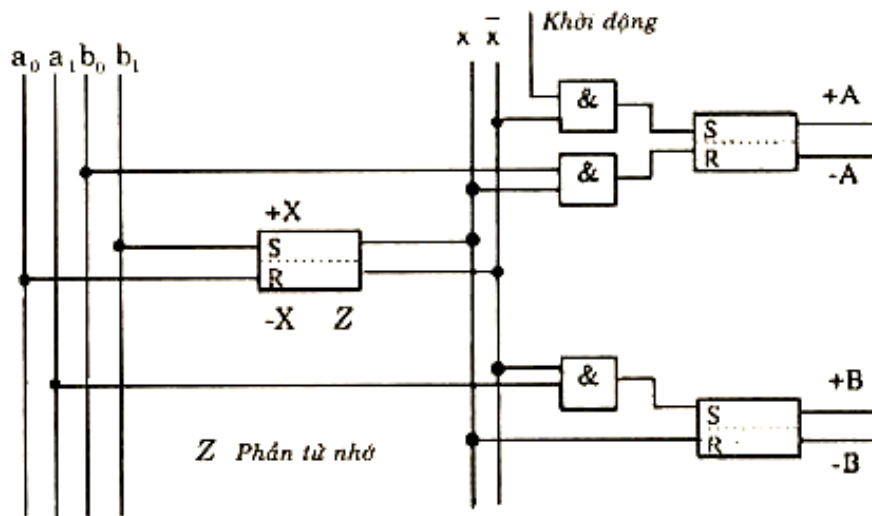 Khởi động
x x̄
a₀ a₁ b₀ b₁
&
+A
S
R
-A
&
+X
S
R
-X Z
&
+B
S
R
-B
Z Phần tử nhớ